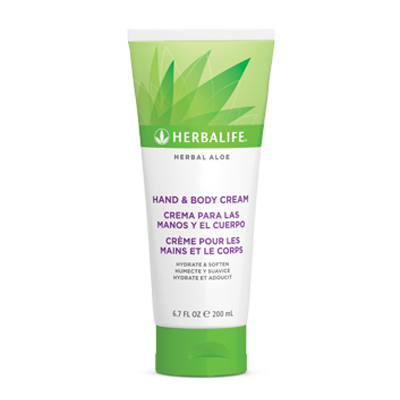 HERBALIFE®
HERBAL ALOE
HAND & BODY CREAM
CREMA PARA LAS
MANOS Y EL CUERPO
CRÈME POUR LES
MAINS ET LE CORPS
HYDRATE & SOFTEN
HUMECTE Y SUAVICE
HYDRATE ET ADOUCIT
6.7 FL OZ ℮ 200 mL